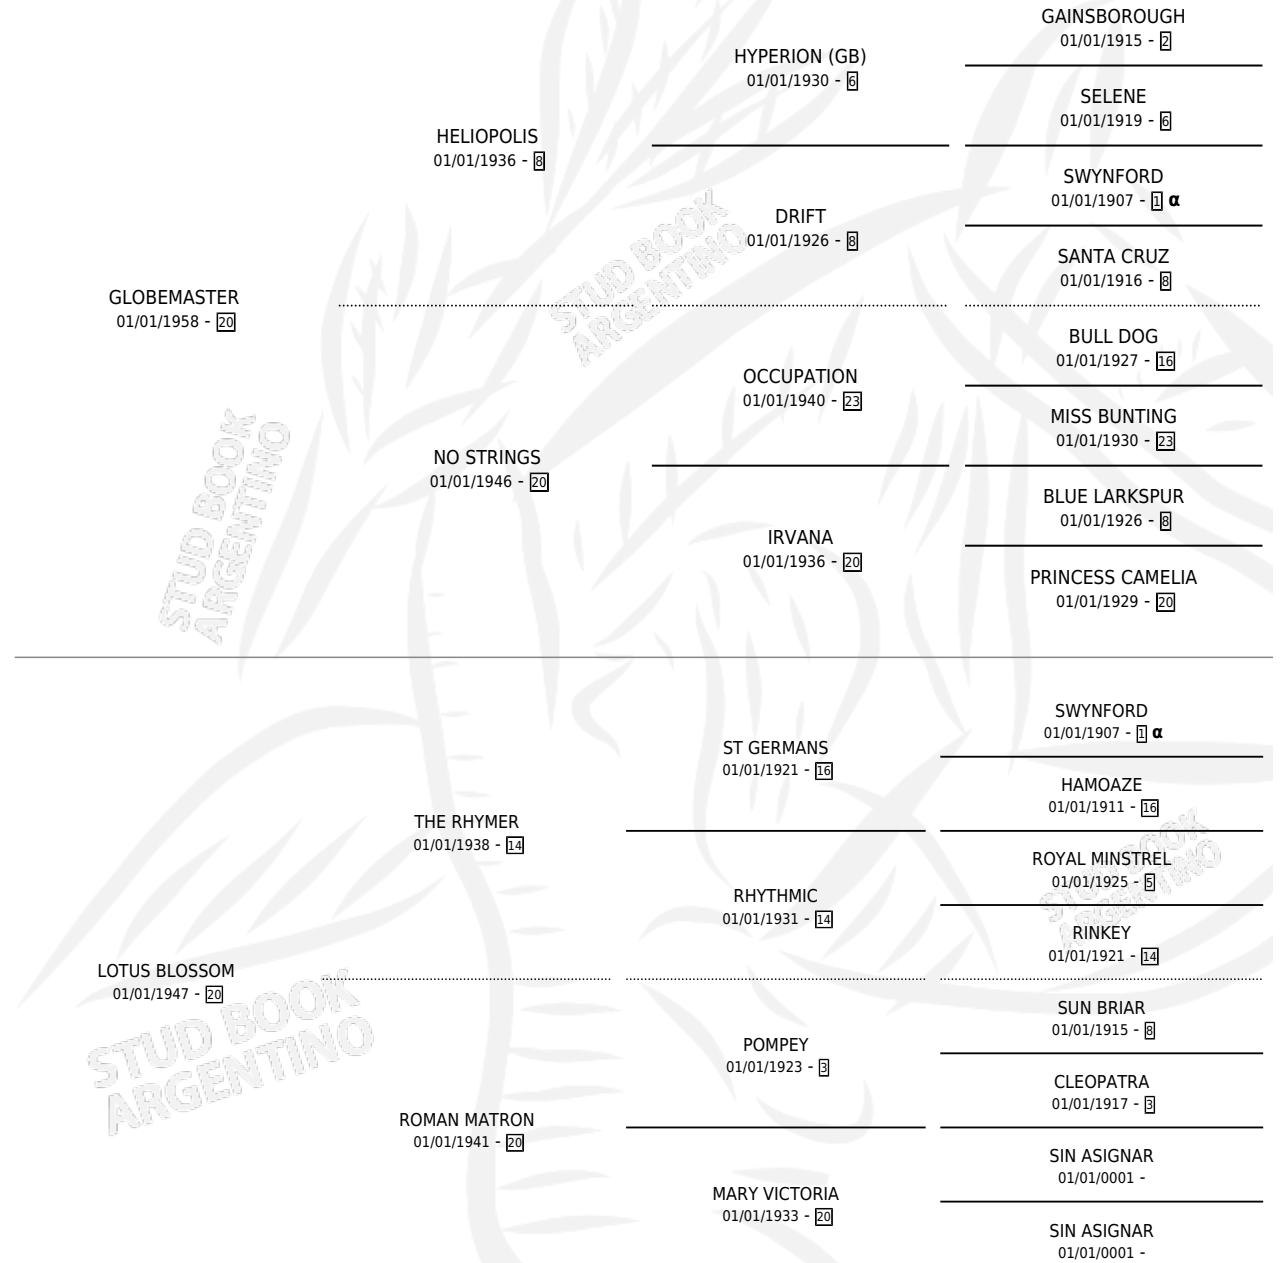 GAINSBOROUGH
01/01/1915 - 2
HYPERION (GB)
01/01/1930 - 6
SELENE
01/01/1919 - 6
HELIOPOLIS
01/01/1936 - 8
SWYNFORD
01/01/1907 - 1 α
DRIFT
01/01/1926 - 8
SANTA CRUZ
01/01/1916 - 8
GLOBEMASTER
01/01/1958 - 20
BULL DOG
01/01/1927 - 16
OCCUPATION
01/01/1940 - 23
MISS BUNTING
01/01/1930 - 23
NO STRINGS
01/01/1946 - 20
BLUE LARKSPUR
01/01/1926 - 8
IRVANA
01/01/1936 - 20
PRINCESS CAMELIA
01/01/1929 - 20
STUD BOOK
ARGENTINO
STUD BOOK
ARGENTINO
SWYNFORD
01/01/1907 - 1 α
ST GERMANS
01/01/1921 - 16
HAMOAZE
01/01/1911 - 16
THE RHYMER
01/01/1938 - 14
ROYAL MINSTREL
01/01/1925 - 5
RHYTHMIC
01/01/1931 - 14
RINKEY
01/01/1921 - 14
LOTUS BLOSSOM
01/01/1947 - 20
SUN BRIAR
01/01/1915 - 8
POMPEY
01/01/1923 - 3
CLEOPATRA
01/01/1917 - 3
ROMAN MATRON
01/01/1941 - 20
SIN ASIGNAR
01/01/0001 -
MARY VICTORIA
01/01/1933 - 20
SIN ASIGNAR
01/01/0001 -
STUD BOOK
ARGENTINO
STUD BOOK
ARGENTINO